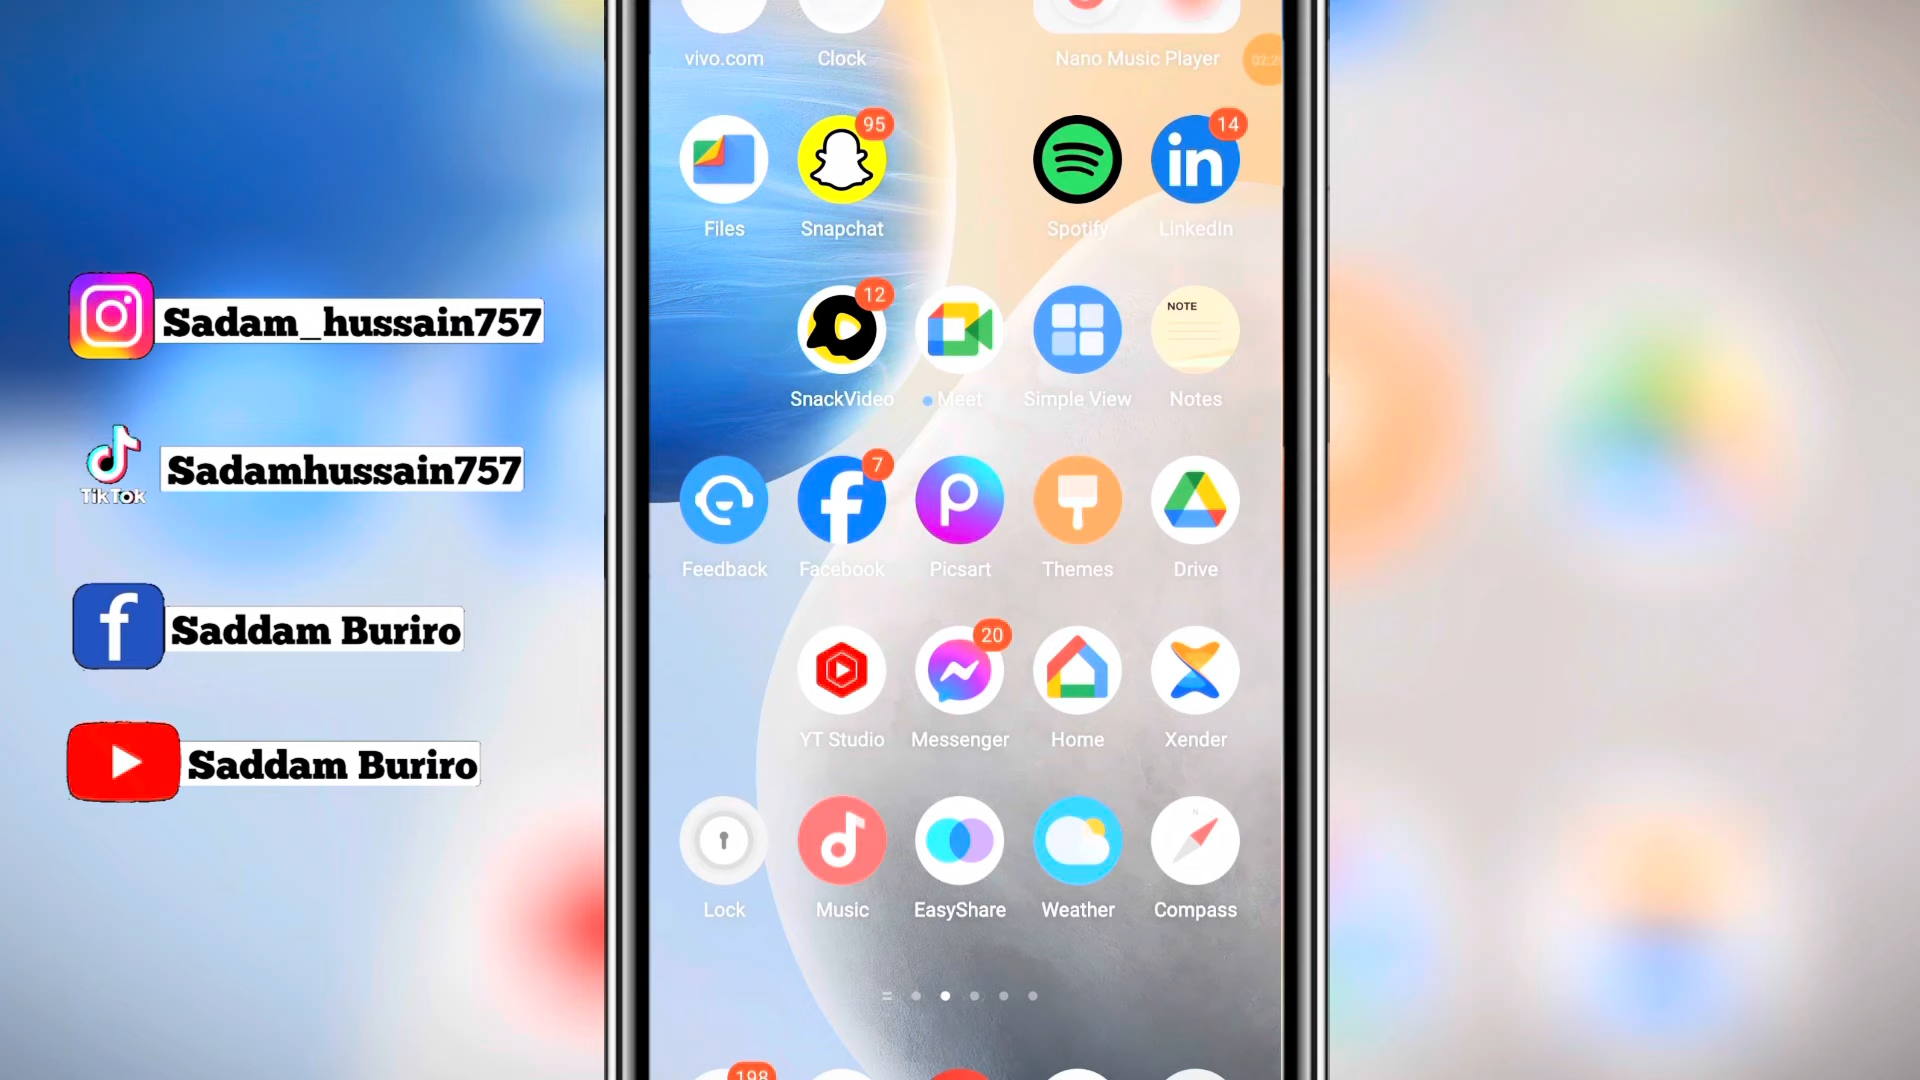 vivo.com Clock Nano Music Player
95 14
Files Snapchat Spotify LinkedIn
12 NOTE
SnackVideo Meet Simple View Notes
7
Feedback Facebook Picsart Themes Drive
20
YT Studio Messenger Home Xender
N
Lock Music EasyShare Weather Compass
198
Sadam_hussain757
TikTok Sadamhussain757
Saddam Buriro
Saddam Buriro